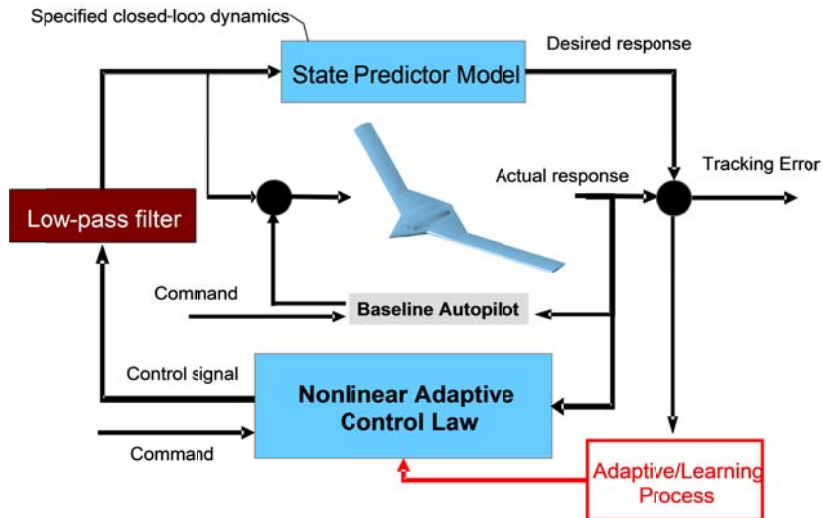 Specified closed-loop dynamics
Desired response
State Predictor Model
Actual response
Tracking Error
Low-pass filter
Command
Baseline Autopilot
Control signal
Nonlinear Adaptive
Control Law
Command
Adaptive/Learning
Process